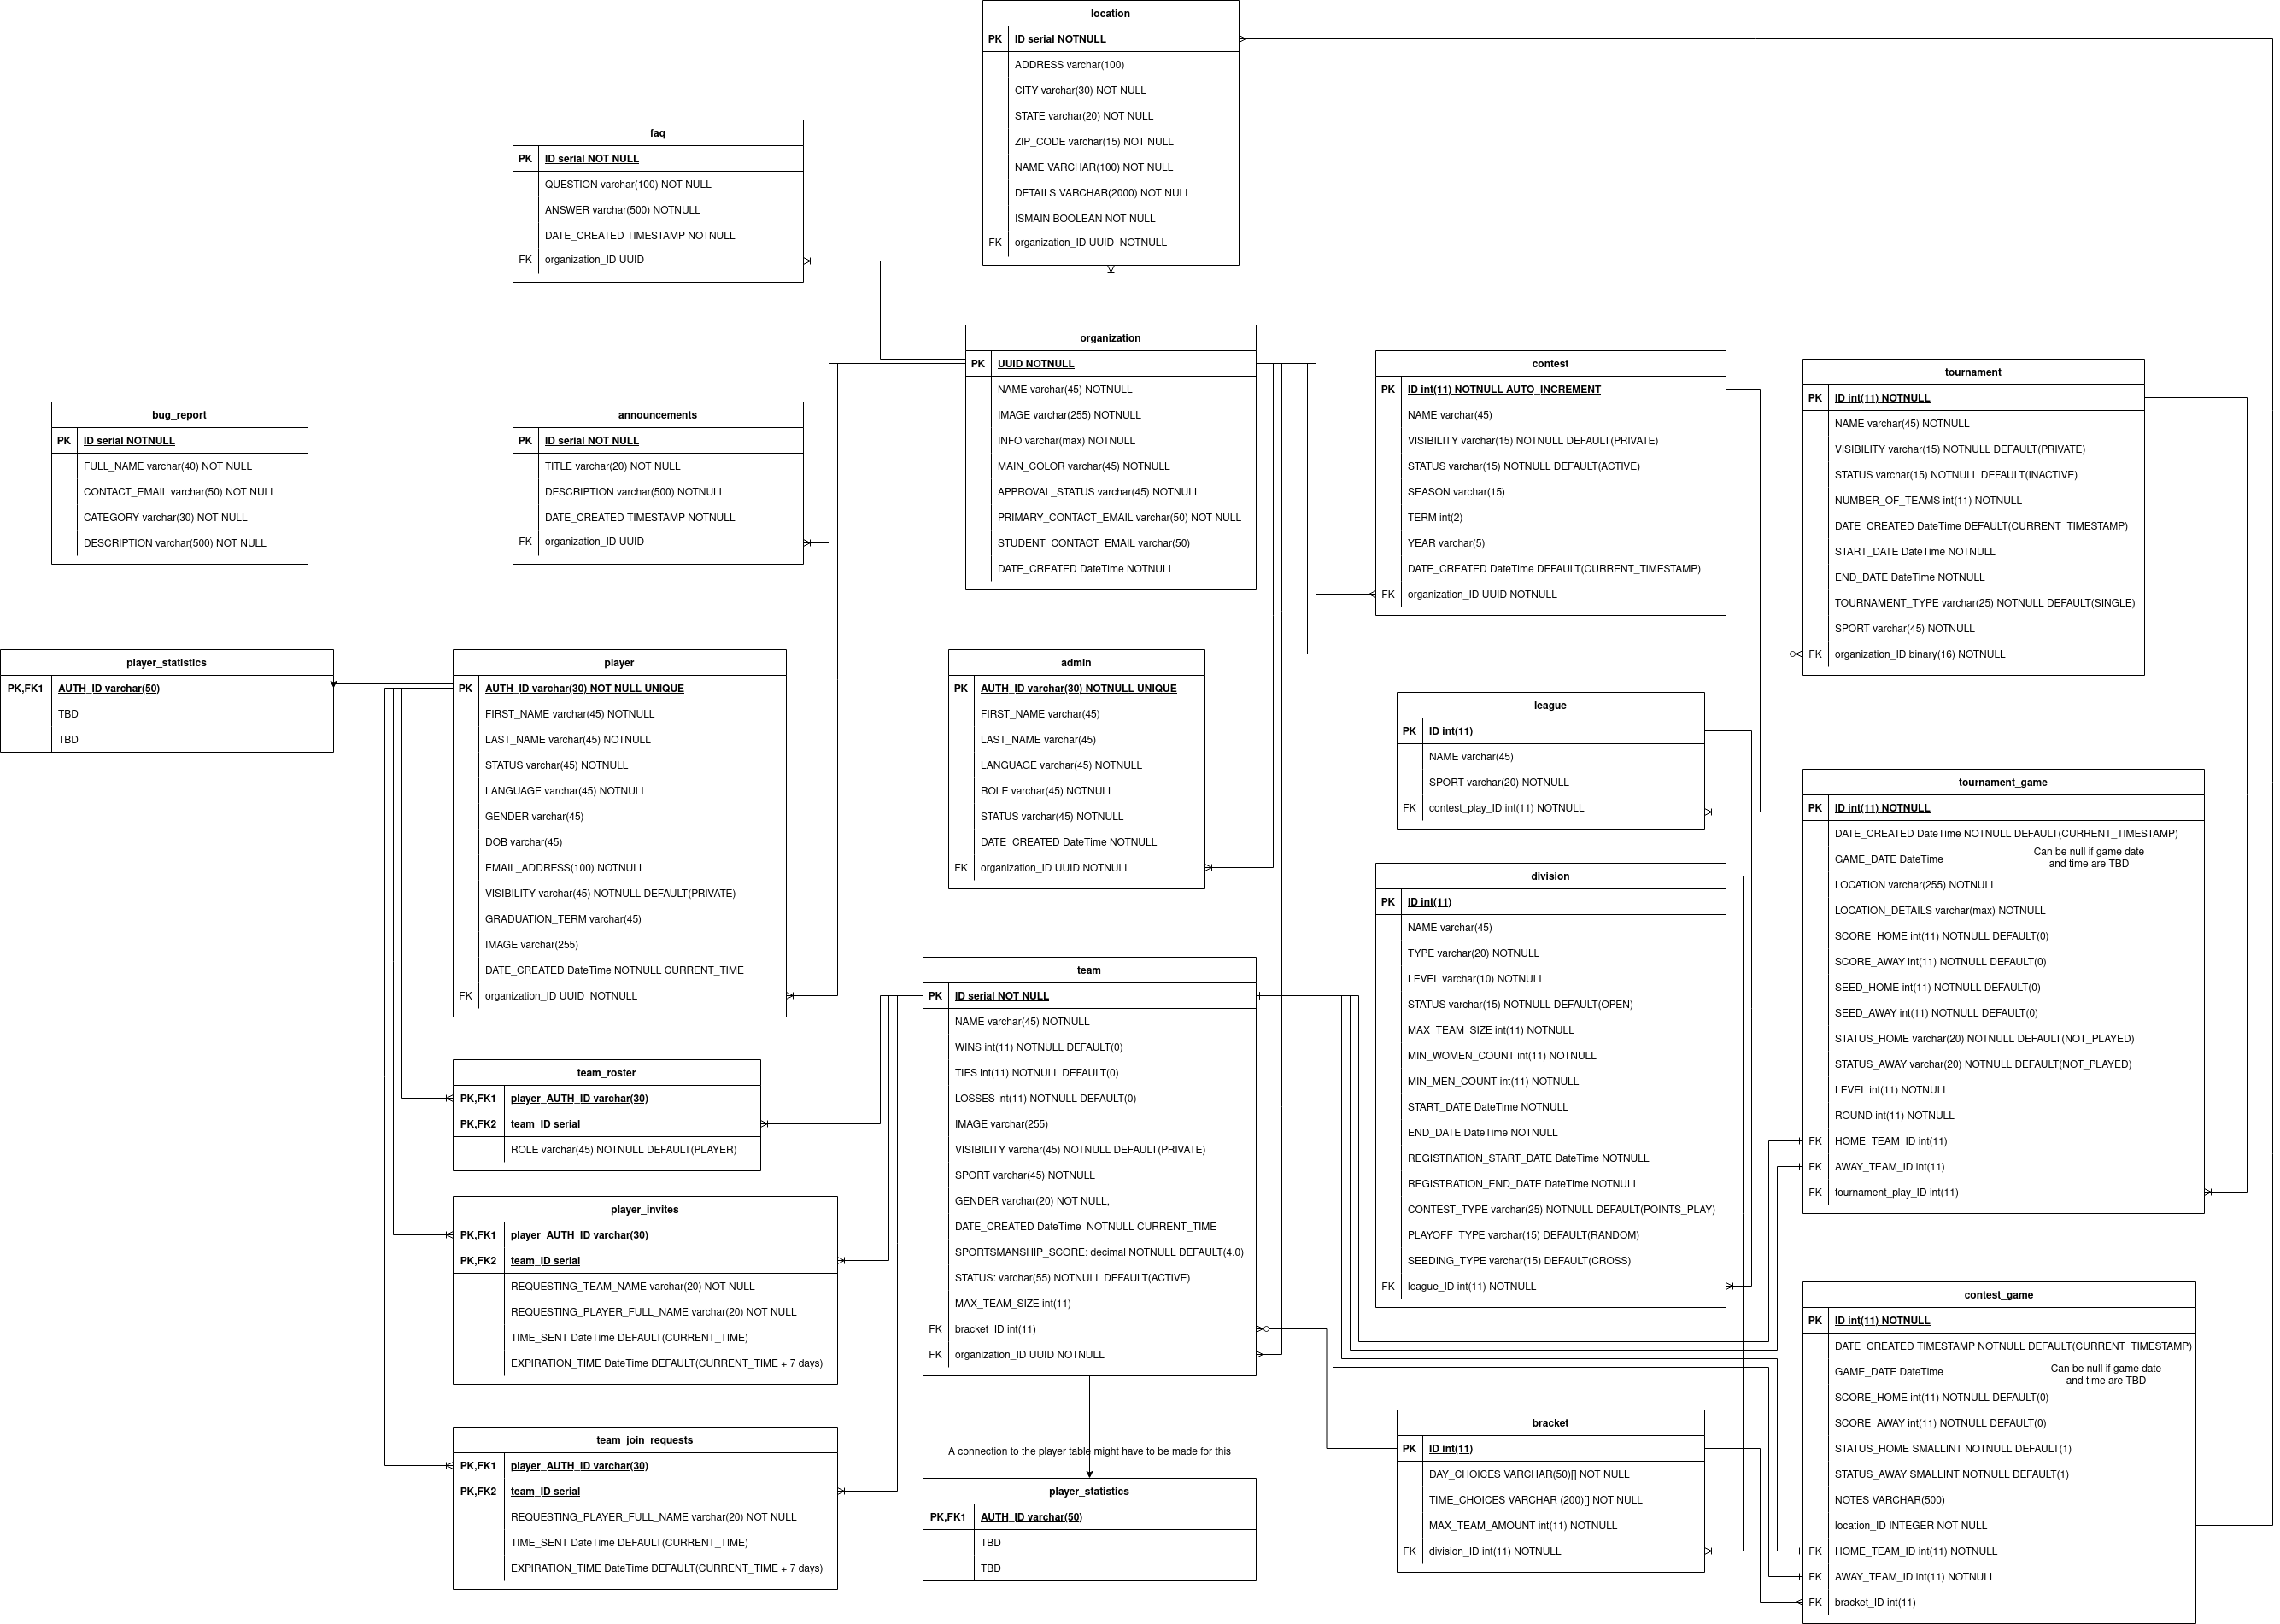 location
PK ID serial NOTNULL
ADDRESS varchar(100)
CITY varchar(30) NOT NULL
STATE varchar(20) NOT NULL
ZIP_CODE varchar(15) NOT NULL
NAME VARCHAR(100) NOT NULL
DETAILS VARCHAR(2000) NOT NULL
ISMAIN BOOLEAN NOT NULL
FK organization_ID UUID  NOTNULL
faq
PK ID serial NOT NULL
QUESTION varchar(100) NOT NULL
ANSWER varchar(500) NOTNULL
DATE_CREATED TIMESTAMP NOTNULL
FK organization_ID UUID
organization
PK UUID NOTNULL
NAME varchar(45) NOTNULL
IMAGE varchar(255) NOTNULL
INFO varchar(max) NOTNULL
MAIN_COLOR varchar(45) NOTNULL
APPROVAL_STATUS varchar(45) NOTNULL
PRIMARY_CONTACT_EMAIL varchar(50) NOT NULL
STUDENT_CONTACT_EMAIL varchar(50)
DATE_CREATED DateTime NOTNULL
contest
PK ID int(11) NOTNULL AUTO_INCREMENT
NAME varchar(45)
VISIBILITY varchar(15) NOTNULL DEFAULT(PRIVATE)
STATUS varchar(15) NOTNULL DEFAULT(ACTIVE)
SEASON varchar(15)
TERM int(2)
YEAR varchar(5)
DATE_CREATED DateTime DEFAULT(CURRENT_TIMESTAMP)
FK organization_ID UUID NOTNULL
tournament
PK ID int(11) NOTNULL
NAME varchar(45) NOTNULL
VISIBILITY varchar(15) NOTNULL DEFAULT(PRIVATE)
STATUS varchar(15) NOTNULL DEFAULT(INACTIVE)
NUMBER_OF_TEAMS int(11) NOTNULL
DATE_CREATED DateTime DEFAULT(CURRENT_TIMESTAMP)
START_DATE DateTime NOTNULL
END_DATE DateTime NOTNULL
TOURNAMENT_TYPE varchar(25) NOTNULL DEFAULT(SINGLE)
SPORT varchar(45) NOTNULL
FK organization_ID binary(16) NOTNULL
bug_report
PK ID serial NOTNULL
FULL_NAME varchar(40) NOT NULL
CONTACT_EMAIL varchar(50) NOT NULL
CATEGORY varchar(30) NOT NULL
DESCRIPTION varchar(500) NOT NULL
announcements
PK ID serial NOT NULL
TITLE varchar(20) NOT NULL
DESCRIPTION varchar(500) NOTNULL
DATE_CREATED TIMESTAMP NOTNULL
FK organization_ID UUID
player_statistics
PK,FK1 AUTH_ID varchar(50)
TBD
TBD
player
PK AUTH_ID varchar(30) NOT NULL UNIQUE
FIRST_NAME varchar(45) NOTNULL
LAST_NAME varchar(45) NOTNULL
STATUS varchar(45) NOTNULL
LANGUAGE varchar(45) NOTNULL
GENDER varchar(45)
DOB varchar(45)
EMAIL_ADDRESS(100) NOTNULL
VISIBILITY varchar(45) NOTNULL DEFAULT(PRIVATE)
GRADUATION_TERM varchar(45)
IMAGE varchar(255)
DATE_CREATED DateTime NOTNULL CURRENT_TIME
FK organization_ID UUID  NOTNULL
admin
PK AUTH_ID varchar(30) NOTNULL UNIQUE
FIRST_NAME varchar(45)
LAST_NAME varchar(45)
LANGUAGE varchar(45) NOTNULL
ROLE varchar(45) NOTNULL
STATUS varchar(45) NOTNULL
DATE_CREATED DateTime NOTNULL
FK organization_ID UUID NOTNULL
league
PK ID int(11)
NAME varchar(45)
SPORT varchar(20) NOTNULL
FK contest_play_ID int(11) NOTNULL
tournament_game
PK ID int(11) NOTNULL
DATE_CREATED DateTime NOTNULL DEFAULT(CURRENT_TIMESTAMP)
GAME_DATE DateTime
Can be null if game date
and time are TBD
LOCATION varchar(255) NOTNULL
LOCATION_DETAILS varchar(max) NOTNULL
SCORE_HOME int(11) NOTNULL DEFAULT(0)
SCORE_AWAY int(11) NOTNULL DEFAULT(0)
SEED_HOME int(11) NOTNULL DEFAULT(0)
SEED_AWAY int(11) NOTNULL DEFAULT(0)
STATUS_HOME varchar(20) NOTNULL DEFAULT(NOT_PLAYED)
STATUS_AWAY varchar(20) NOTNULL DEFAULT(NOT_PLAYED)
LEVEL int(11) NOTNULL
ROUND int(11) NOTNULL
FK HOME_TEAM_ID int(11)
FK AWAY_TEAM_ID int(11)
FK tournament_play_ID int(11)
division
PK ID int(11)
NAME varchar(45)
TYPE varchar(20) NOTNULL
LEVEL varchar(10) NOTNULL
STATUS varchar(15) NOTNULL DEFAULT(OPEN)
MAX_TEAM_SIZE int(11) NOTNULL
MIN_WOMEN_COUNT int(11) NOTNULL
MIN_MEN_COUNT int(11) NOTNULL
START_DATE DateTime NOTNULL
END_DATE DateTime NOTNULL
REGISTRATION_START_DATE DateTime NOTNULL
REGISTRATION_END_DATE DateTime NOTNULL
CONTEST_TYPE varchar(25) NOTNULL DEFAULT(POINTS_PLAY)
PLAYOFF_TYPE varchar(15) DEFAULT(RANDOM)
SEEDING_TYPE varchar(15) DEFAULT(CROSS)
FK league_ID int(11) NOTNULL
team
PK ID serial NOT NULL
NAME varchar(45) NOTNULL
WINS int(11) NOTNULL DEFAULT(0)
TIES int(11) NOTNULL DEFAULT(0)
LOSSES int(11) NOTNULL DEFAULT(0)
IMAGE varchar(255)
VISIBILITY varchar(45) NOTNULL DEFAULT(PRIVATE)
SPORT varchar(45) NOTNULL
GENDER varchar(20) NOT NULL,
DATE_CREATED DateTime  NOTNULL CURRENT_TIME
SPORTSMANSHIP_SCORE: decimal NOTNULL DEFAULT(4.0)
STATUS: varchar(55) NOTNULL DEFAULT(ACTIVE)
MAX_TEAM_SIZE int(11)
FK bracket_ID int(11)
FK organization_ID UUID NOTNULL
team_roster
PK,FK1 player_AUTH_ID varchar(30)
PK,FK2 team_ID serial
ROLE varchar(45) NOTNULL DEFAULT(PLAYER)
player_invites
PK,FK1 player_AUTH_ID varchar(30)
PK,FK2 team_ID serial
REQUESTING_TEAM_NAME varchar(20) NOT NULL
REQUESTING_PLAYER_FULL_NAME varchar(20) NOT NULL
TIME_SENT DateTime DEFAULT(CURRENT_TIME)
EXPIRATION_TIME DateTime DEFAULT(CURRENT_TIME + 7 days)
team_join_requests
PK,FK1 player_AUTH_ID varchar(30)
PK,FK2 team_ID serial
REQUESTING_PLAYER_FULL_NAME varchar(20) NOT NULL
TIME_SENT DateTime DEFAULT(CURRENT_TIME)
EXPIRATION_TIME DateTime DEFAULT(CURRENT_TIME + 7 days)
A connection to the player table might have to be made for this
player_statistics
PK,FK1 AUTH_ID varchar(50)
TBD
TBD
bracket
PK ID int(11)
DAY_CHOICES VARCHAR(50)[] NOT NULL
TIME_CHOICES VARCHAR (200)[] NOT NULL
MAX_TEAM_AMOUNT int(11) NOTNULL
FK division_ID int(11) NOTNULL
contest_game
PK ID int(11) NOTNULL
DATE_CREATED TIMESTAMP NOTNULL DEFAULT(CURRENT_TIMESTAMP)
GAME_DATE DateTime
Can be null if game date
and time are TBD
SCORE_HOME int(11) NOTNULL DEFAULT(0)
SCORE_AWAY int(11) NOTNULL DEFAULT(0)
STATUS_HOME SMALLINT NOTNULL DEFAULT(1)
STATUS_AWAY SMALLINT NOTNULL DEFAULT(1)
NOTES VARCHAR(500)
location_ID INTEGER NOT NULL
FK HOME_TEAM_ID int(11) NOTNULL
FK AWAY_TEAM_ID int(11) NOTNULL
FK bracket_ID int(11)